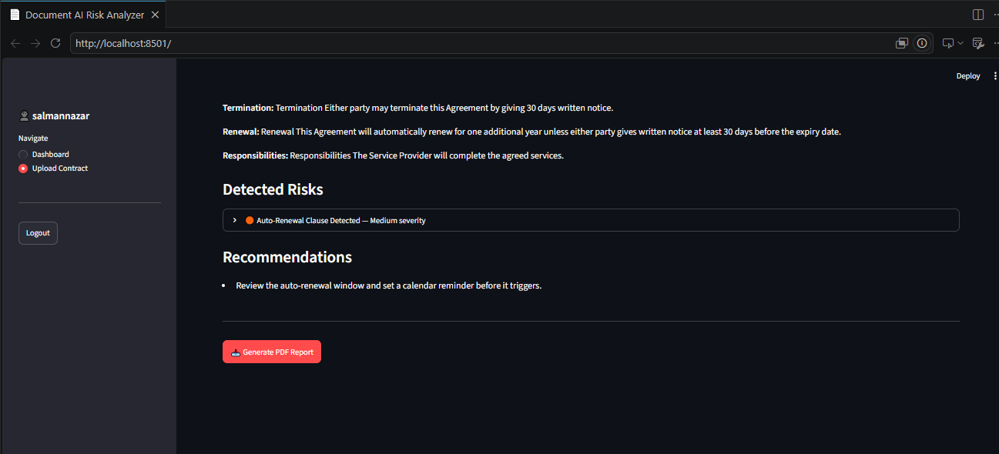 Document AI Risk Analyzer
http://localhost:8501/
Deploy
salmannazar
Navigate
Dashboard
Upload Contract
Logout
Termination: Termination Either party may terminate this Agreement by giving 30 days written notice.
Renewal: Renewal This Agreement will automatically renew for one additional year unless either party gives written notice at least 30 days before the expiry date.
Responsibilities: Responsibilities The Service Provider will complete the agreed services.
Detected Risks
Auto-Renewal Clause Detected — Medium severity
Recommendations
• Review the auto-renewal window and set a calendar reminder before it triggers.
Generate PDF Report